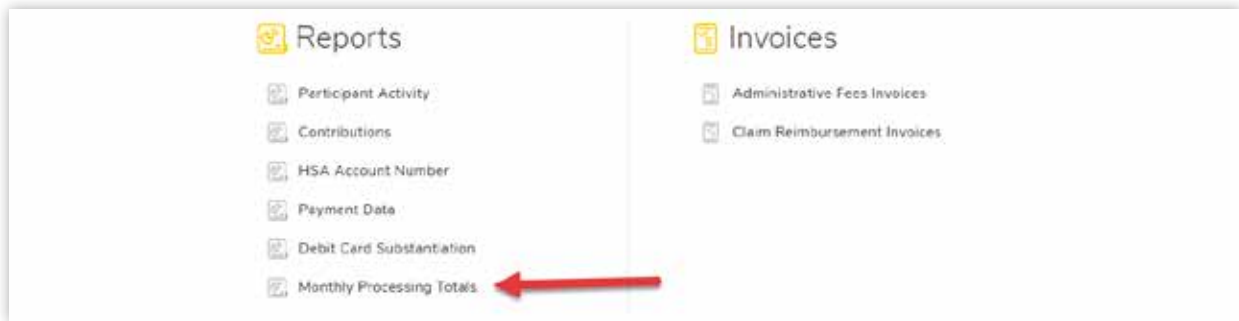 Reports
Participant Activity
Contributions
HSA Account Number
Payment Data
Debit Card Substantiation
Monthly Processing Totals
Invoices
Administrative Fees Invoices
Claim Reimbursement Invoices